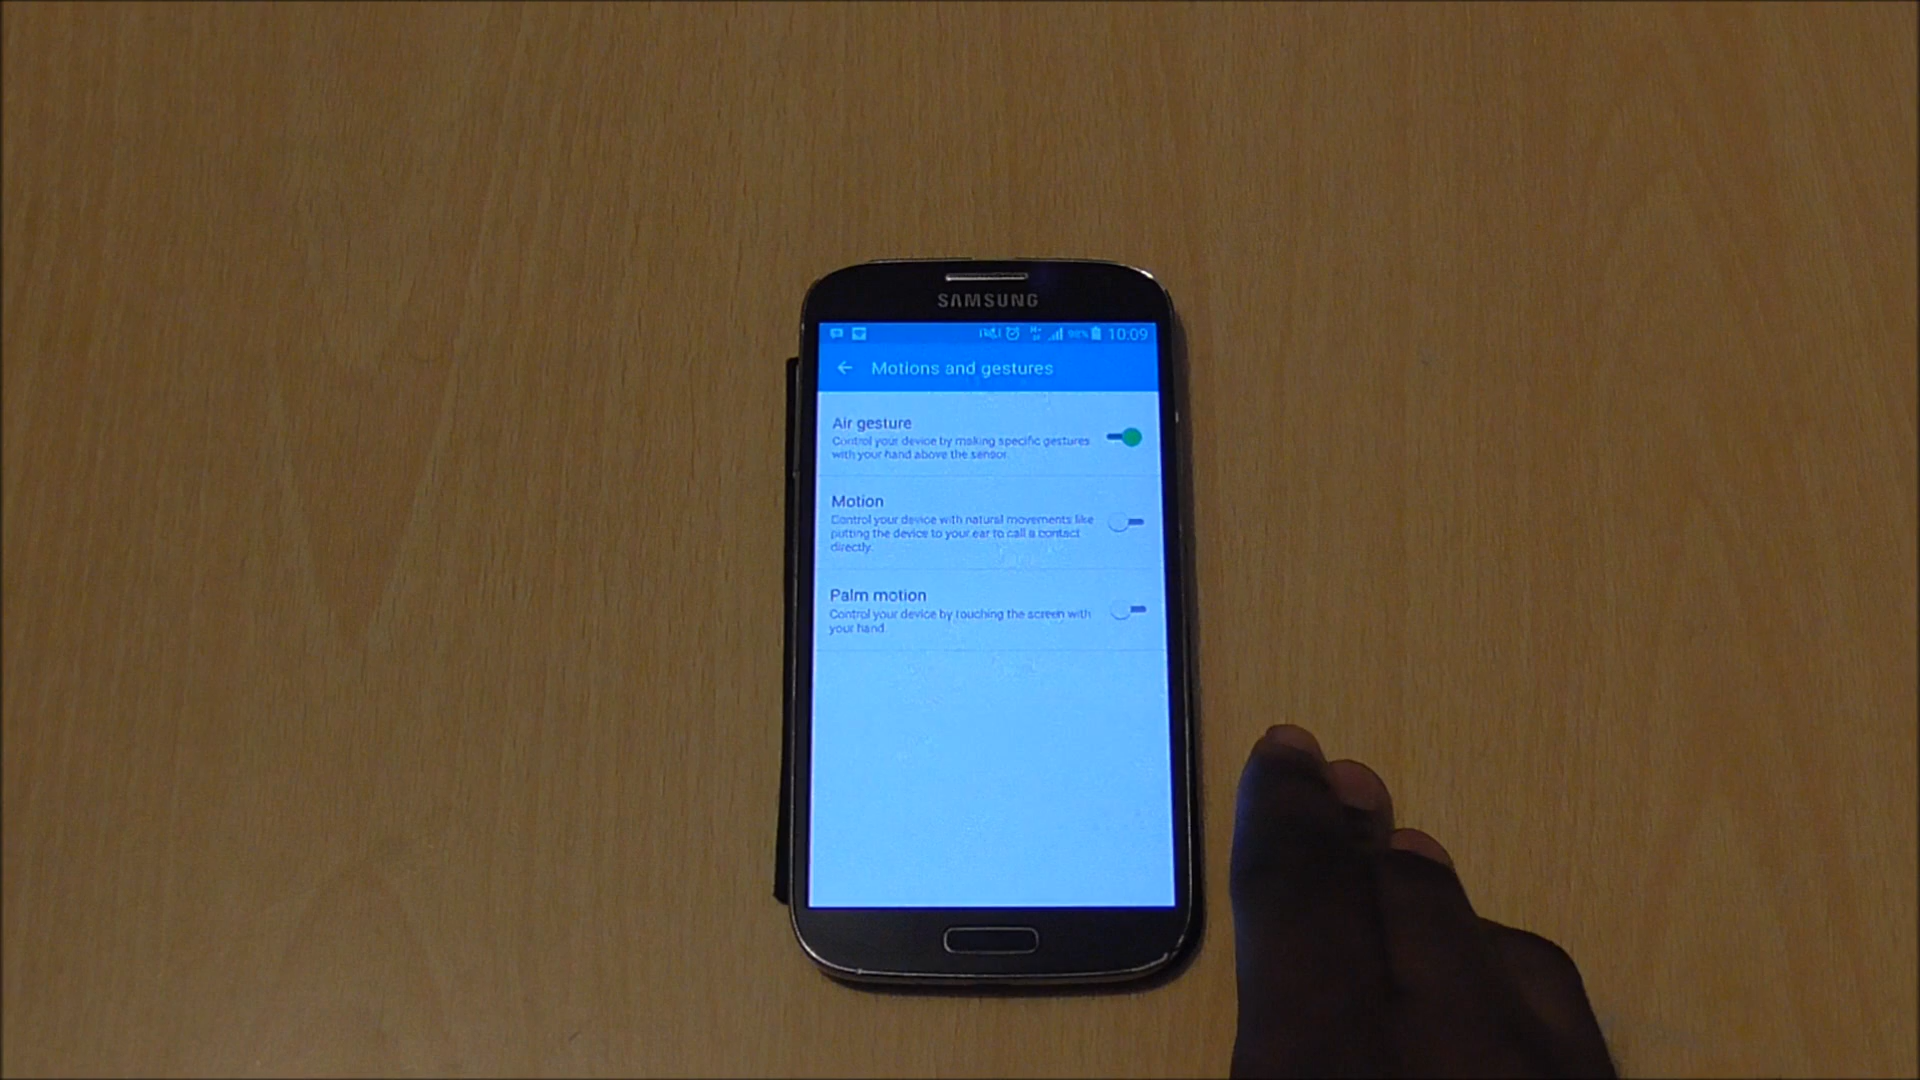 SAMSUNG
98% 10:09
Motions and gestures
Air gesture
Control your device by making specific gestures
with your hand above the sensor.
Motion
Control your device with natural movements like
putting the device to your ear to call a contact
directly.
Palm motion
Control your device by touching the screen with
your hand.